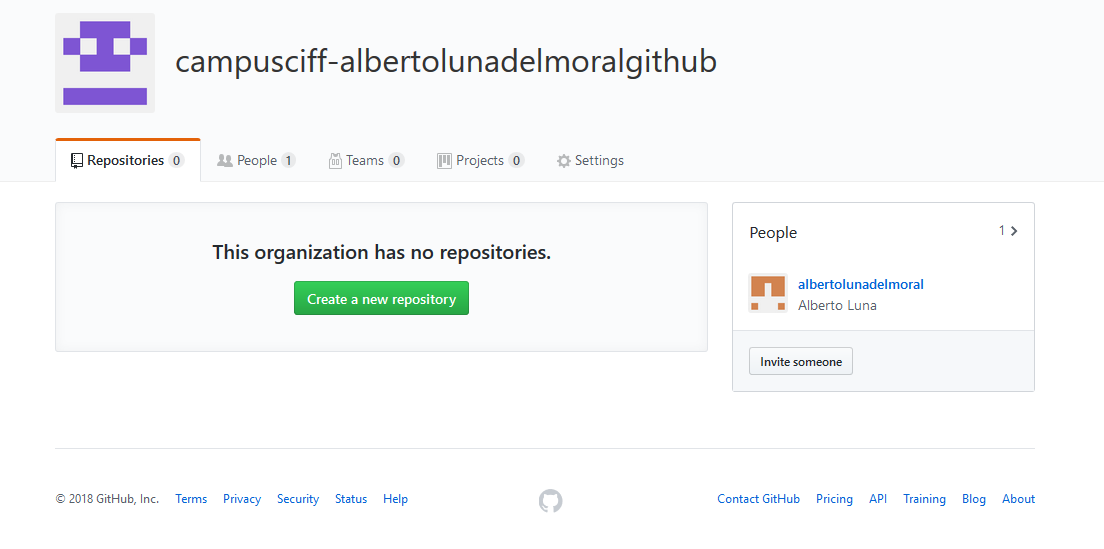 campusciff-albertolunadelmoralgithub
Repositories 0 People 1 Teams 0 Projects 0 Settings
This organization has no repositories.
Create a new repository
People 1
albertolunadelmoral
Alberto Luna
Invite someone
© 2018 GitHub, Inc. Terms Privacy Security Status Help Contact GitHub Pricing API Training Blog About